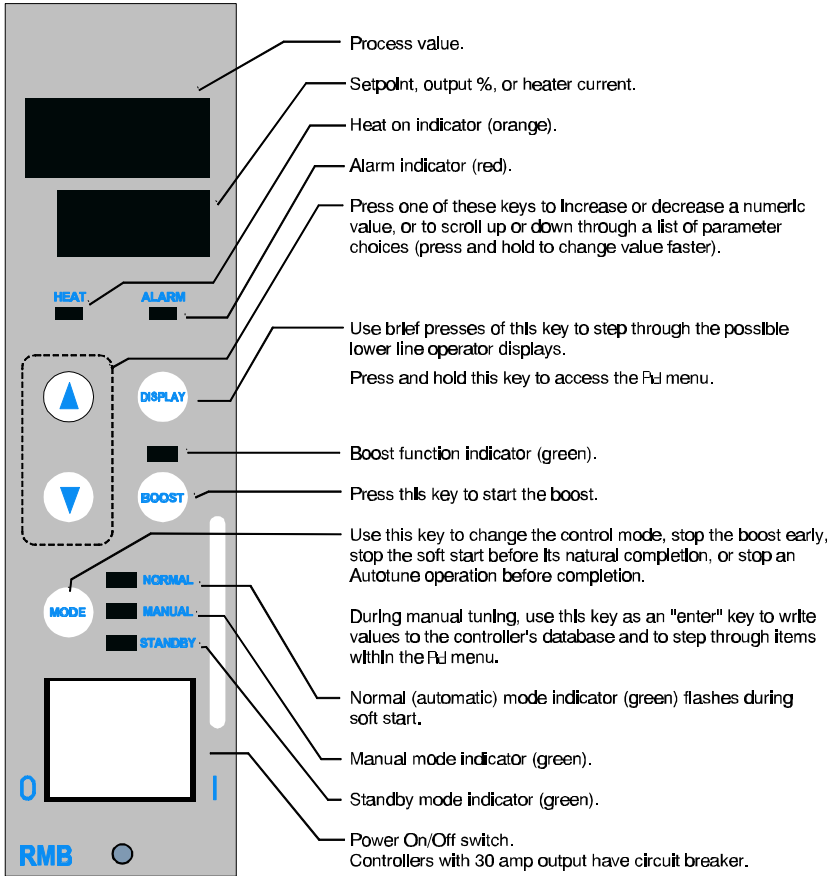 Process value.
Setpoint, output %, or heater current.
Heat on indicator (orange).
Alarm indicator (red).
Press one of these keys to increase or decrease a numeric
value, or to scroll up or down through a list of parameter
choices (press and hold to change value faster).
HEAT
ALARM
Use brief presses of this key to step through the possible
lower line operator displays.
Press and hold this key to access the Pid menu.
DISPLAY
Boost function indicator (green).
BOOST
Press this key to start the boost.
Use this key to change the control mode, stop the boost early,
stop the soft start before its natural completion, or stop an
Autotune operation before completion.
NORMAL
MODE
MANUAL
STANDBY
During manual tuning, use this key as an "enter" key to write
values to the controller's database and to step through items
within the Pid menu.
Normal (automatic) mode indicator (green) flashes during
soft start.
Manual mode indicator (green).
O
I
Standby mode indicator (green).
Power On/Off switch.
Controllers with 30 amp output have circuit breaker.
RMB